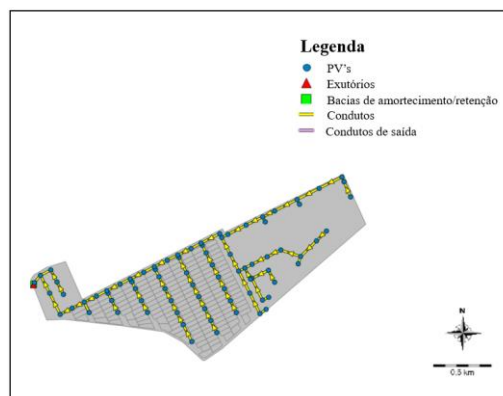 Legenda
PV's
Exutórios
Bacias de amortecimento/retenção
Condutos
Condutos de saída
N
0.5 km